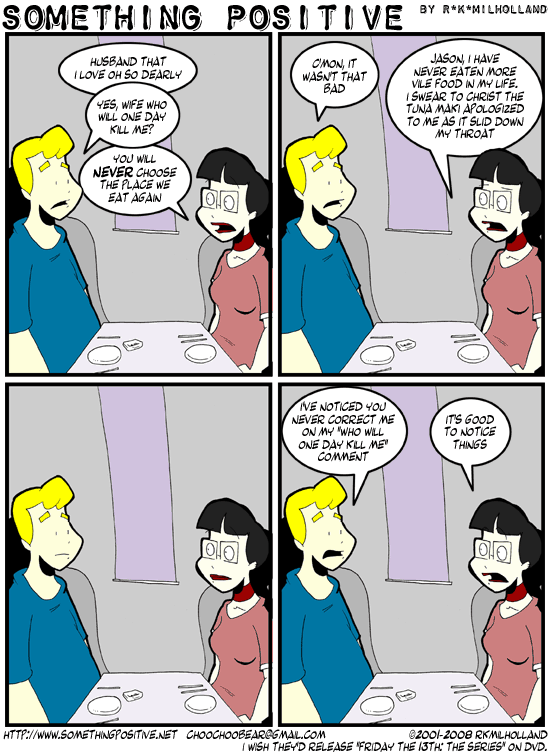 SOMETHING POSITIVE BY R*K*MILHOLLAND
HUSBAND THAT
I LOVE OH SO DEARLY
YES, WIFE WHO
WILL ONE DAY
KILL ME?
YOU WILL
NEVER CHOOSE
THE PLACE WE
EAT AGAIN
C'MON, IT
WASN'T THAT
BAD
JASON, I HAVE
NEVER EATEN MORE
VILE FOOD IN MY LIFE.
I SWEAR TO CHRIST THE
TUNA MAKI APOLOGIZED
TO ME AS IT SLID DOWN
MY THROAT
I'VE NOTICED YOU
NEVER CORRECT ME
ON MY "WHO WILL
ONE DAY KILL ME"
COMMENT
IT'S GOOD
TO NOTICE
THINGS
HTTP://WWW.SOMETHINGPOSITIVE.NET CHOOCHOOBEAR@GMAIL.COM ©2001-2008 RKMILHOLLAND
I WISH THEY'D RELEASE "FRIDAY THE 13TH: THE SERIES" ON DVD.